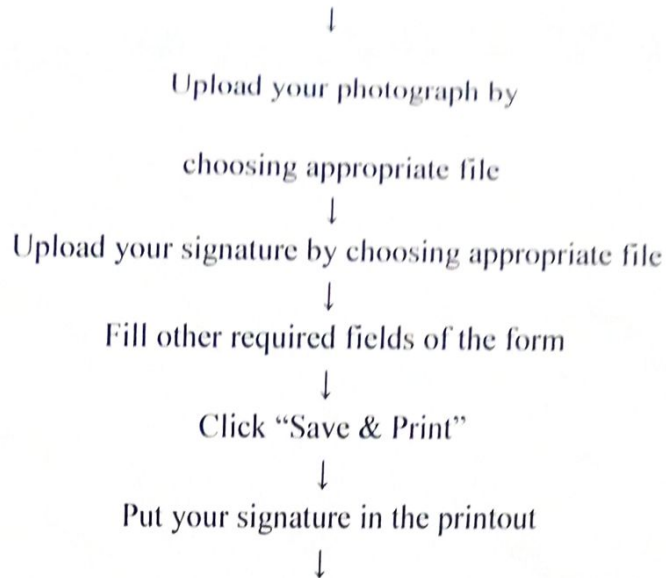 ↓
Upload your photograph by
choosing appropriate file
↓
Upload your signature by choosing appropriate file
↓
Fill other required fields of the form
↓
Click “Save & Print”
↓
Put your signature in the printout
↓